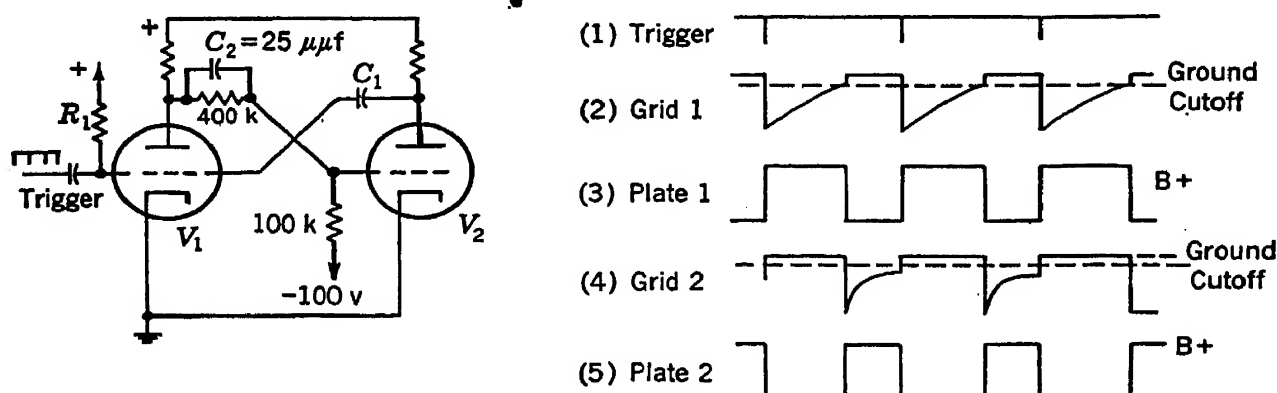 +
C₂=25 μμf
+
C₁
R₁
400 k
Trigger
V₁
100 k
V₂
−100 v
(1) Trigger
(2) Grid 1
Ground
Cutoff
(3) Plate 1
B+
(4) Grid 2
Ground
Cutoff
(5) Plate 2
B+